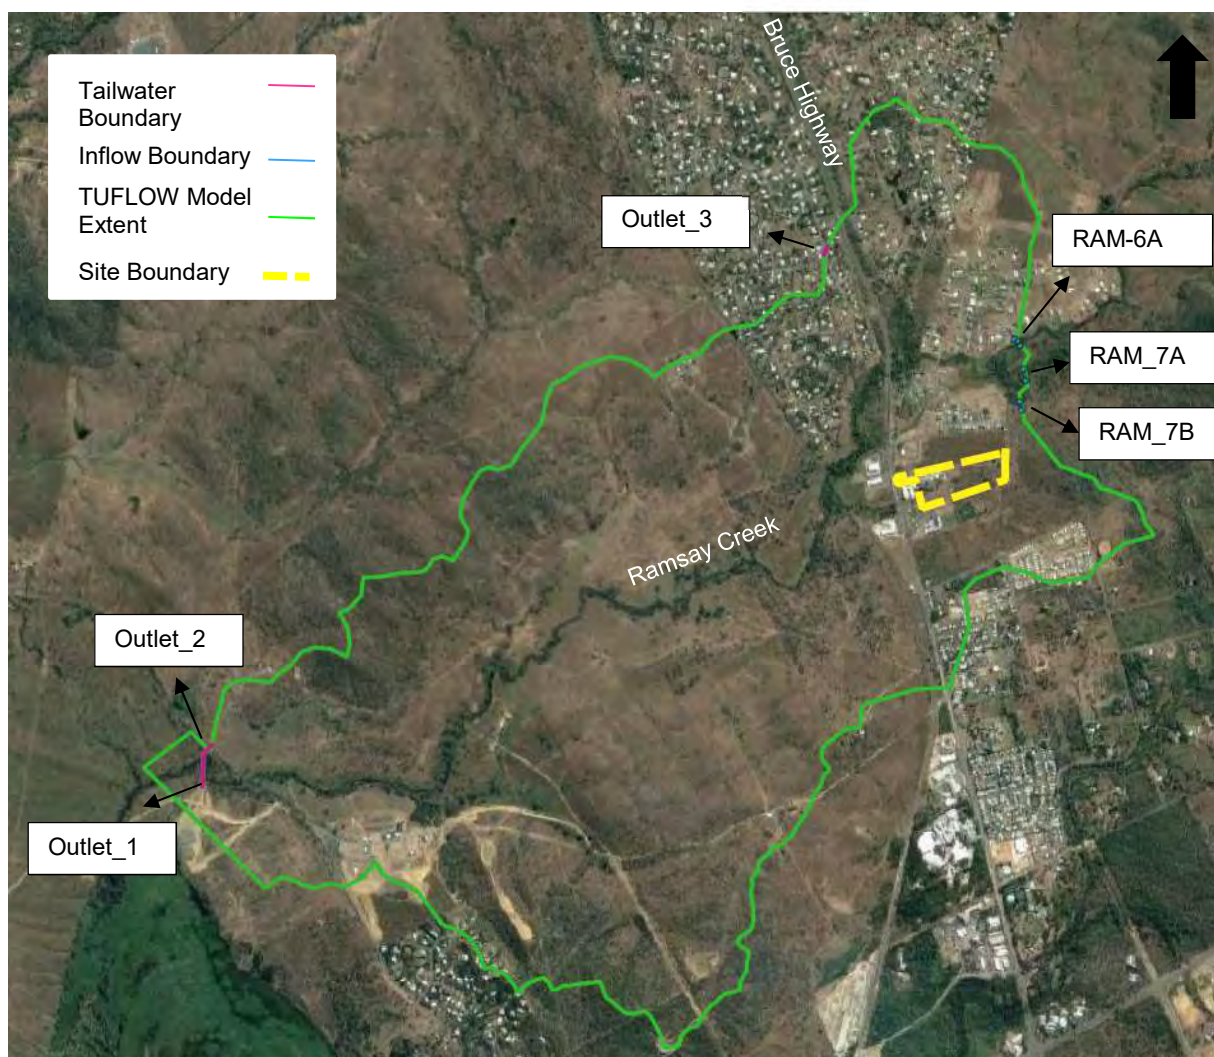 Tailwater
Boundary
Inflow Boundary
TUFLOW Model
Extent
Site Boundary
Bruce Highway
Outlet_3
RAM-6A
RAM_7A
RAM_7B
Ramsay Creek
Outlet_2
Outlet_1